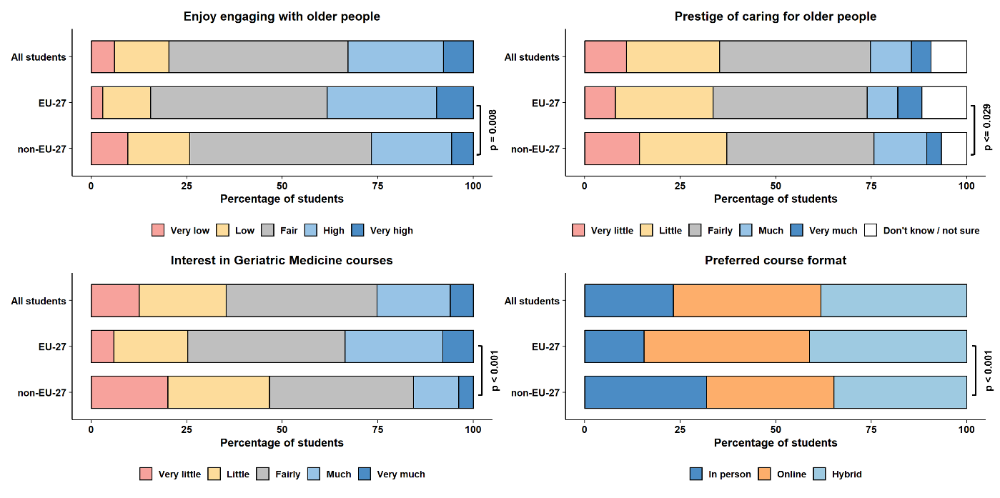 Enjoy engaging with older people
All students
EU-27
non-EU-27
p = 0.008
0 25 50 75 100
Percentage of students
Very low Low Fair High Very high
Prestige of caring for older people
All students
EU-27
non-EU-27
p <= 0.029
0 25 50 75 100
Percentage of students
Very little Little Fairly Much Very much Don't know / not sure
Interest in Geriatric Medicine courses
All students
EU-27
non-EU-27
p < 0.001
0 25 50 75 100
Percentage of students
Very little Little Fairly Much Very much
Preferred course format
All students
EU-27
non-EU-27
p < 0.001
0 25 50 75 100
Percentage of students
In person Online Hybrid